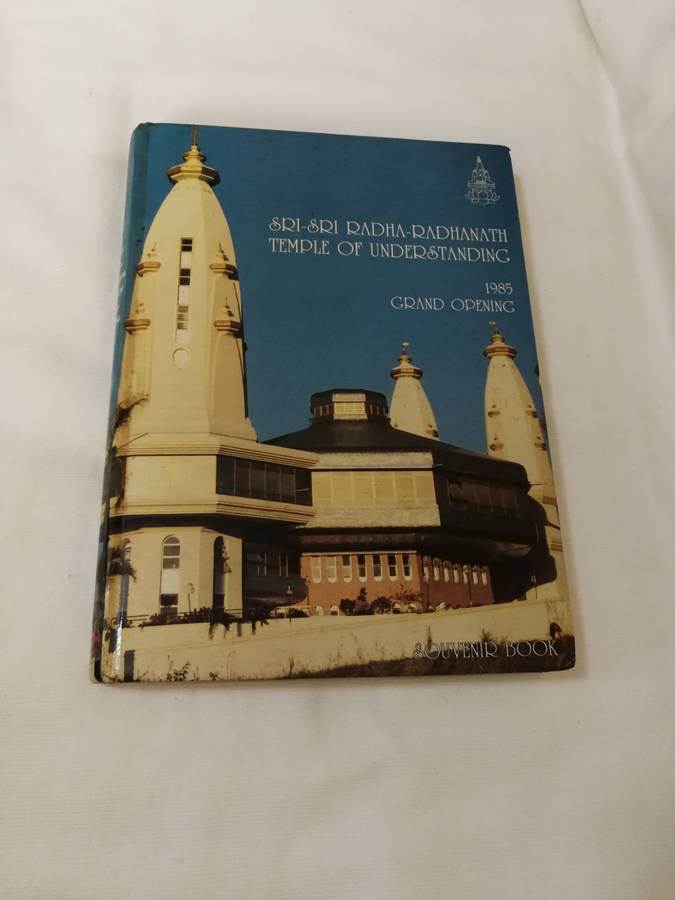 SRI-SRI RADHA-RADHANATH
TEMPLE OF UNDERSTANDING
1985
GRAND OPENING
SOUVENIR BOOK